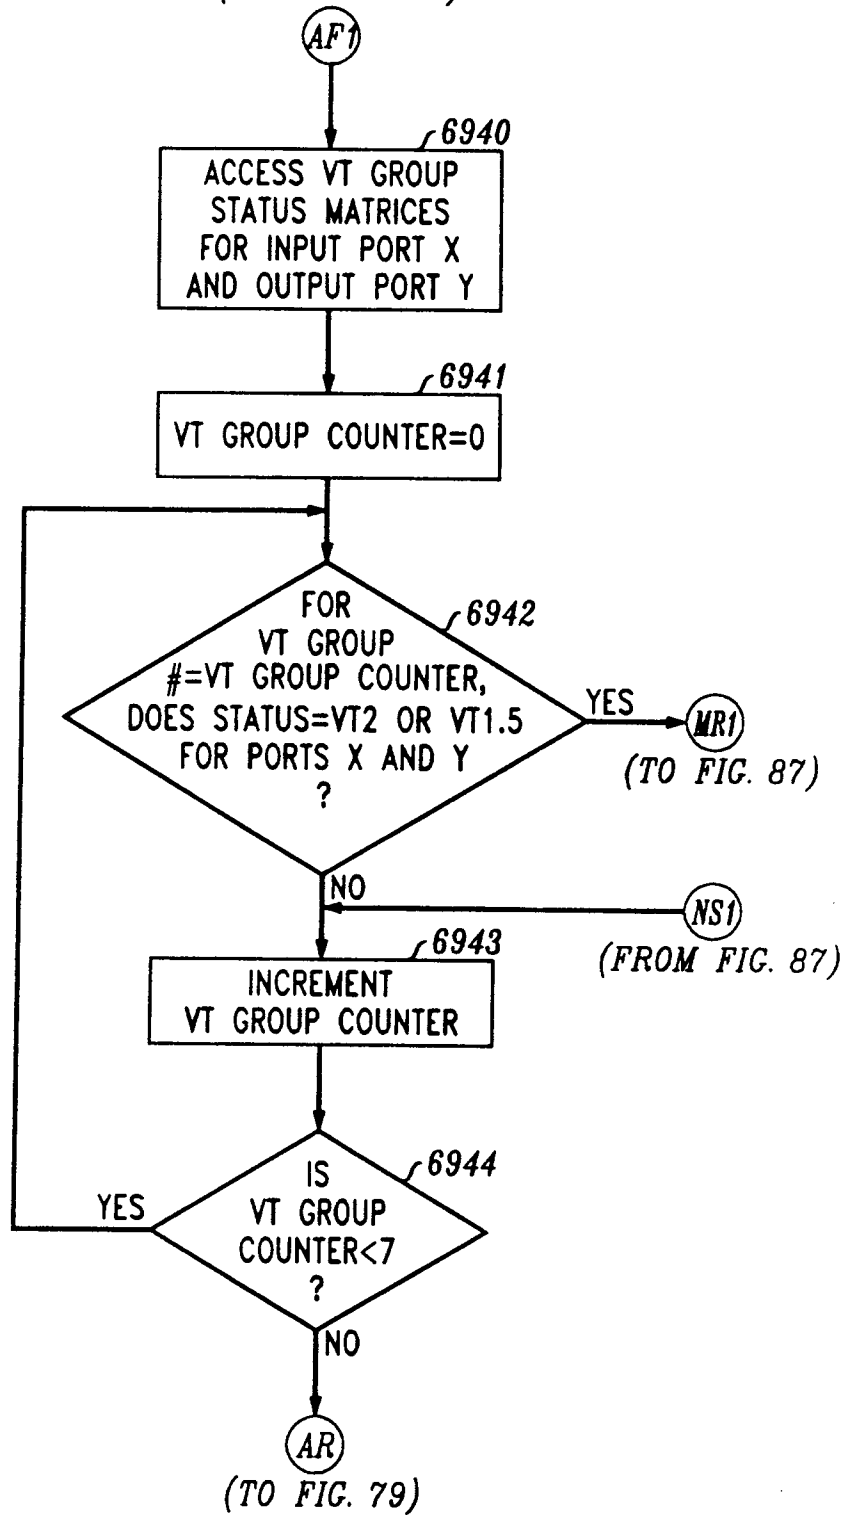 AF1
6940
ACCESS VT GROUP
STATUS MATRICES
FOR INPUT PORT X
AND OUTPUT PORT Y
6941
VT GROUP COUNTER=0
6942
FOR
VT GROUP
#=VT GROUP COUNTER,
DOES STATUS=VT2 OR VT1.5
FOR PORTS X AND Y
?
YES
MR1
(TO FIG. 87)
NO
NS1
(FROM FIG. 87)
6943
INCREMENT
VT GROUP COUNTER
6944
IS
VT GROUP
COUNTER<7
?
YES
NO
AR
(TO FIG. 79)